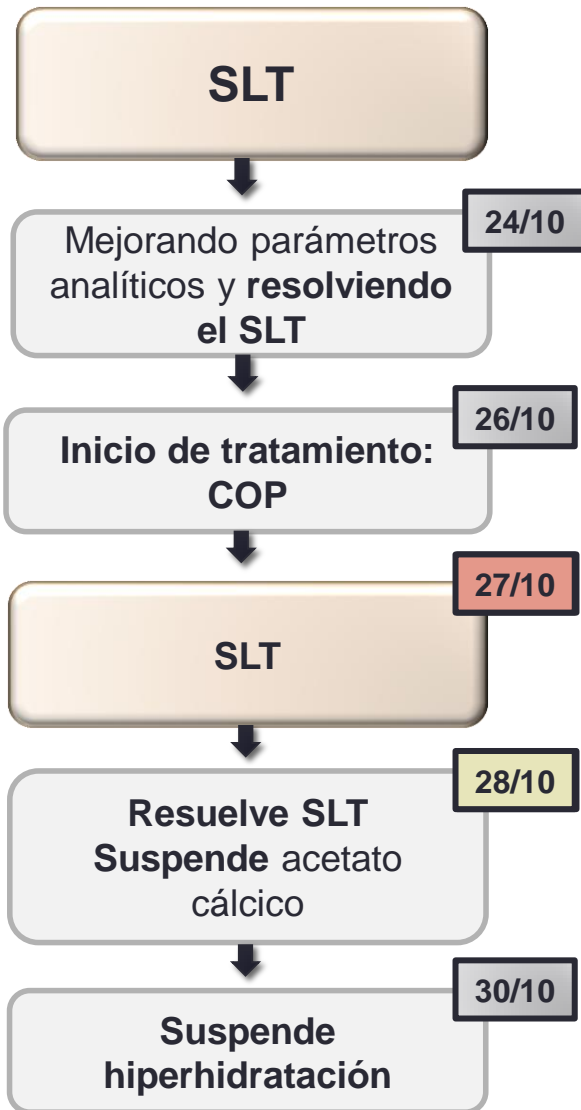 SLT
24/10
Mejorando parámetros
analíticos y resolviendo
el SLT
26/10
Inicio de tratamiento:
COP
27/10
SLT
28/10
Resuelve SLT
Suspende acetato
cálcico
30/10
Suspende
hiperhidratación